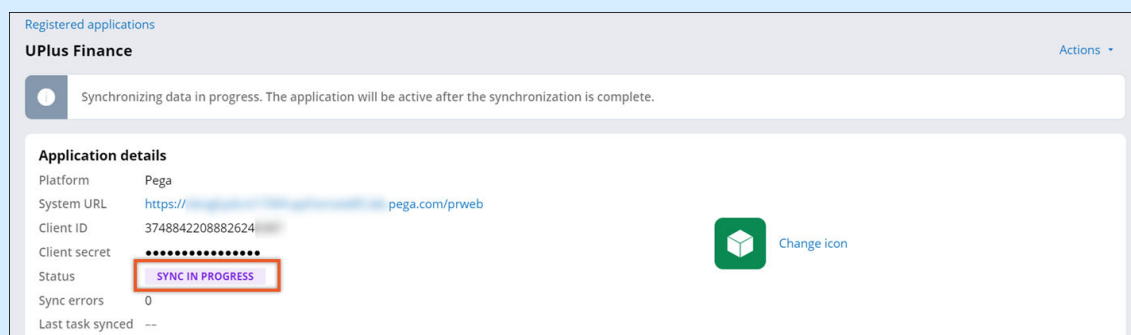 Registered applications
UPlus Finance
Actions
Synchronizing data in progress. The application will be active after the synchronization is complete.
Application details
Platform Pega
System URL https:// pega.com/prweb
Client ID 3748842208882624
Client secret ••••••••••••••••
Change icon
Status SYNC IN PROGRESS
Sync errors 0
Last task synced --